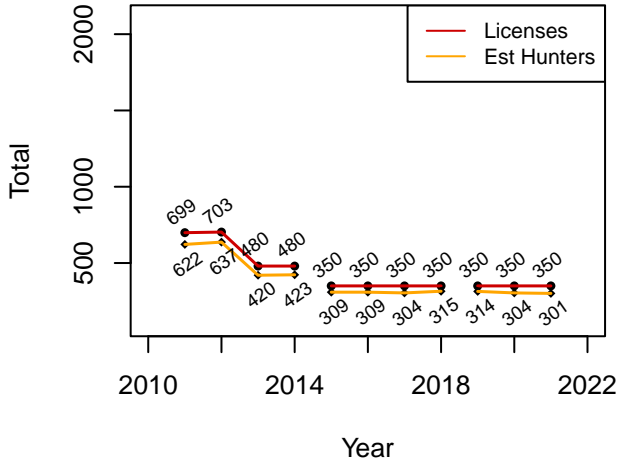 Licenses
Est Hunters
2000
1000
500
Total
699 703 480 480 350 350 350 350 350 350 350
622 637 420 423 309 309 304 315 314 304 301
2010 2014 2018 2022
Year